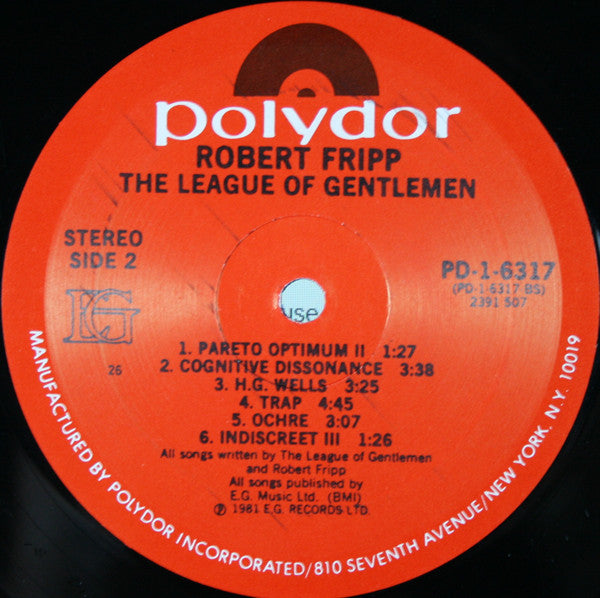 polydor
ROBERT FRIPP
THE LEAGUE OF GENTLEMEN
STEREO
SIDE 2
EG
26
PD-1-6317
(PD-1-6317 BS)
2391 507
use
1. PARETO OPTIMUM II 1:27
2. COGNITIVE DISSONANCE 3:38
3. H.G. WELLS 3:25
4. TRAP 4:45
5. OCHRE 3:07
6. INDISCREET III 1:26
All songs written by The League of Gentlemen
and Robert Fripp
All songs published by
E.G. Music Ltd. (BMI)
℗ 1981 E.G. RECORDS LTD.
MANUFACTURED BY POLYDOR INCORPORATED/810 SEVENTH AVENUE/NEW YORK, N.Y. 10019